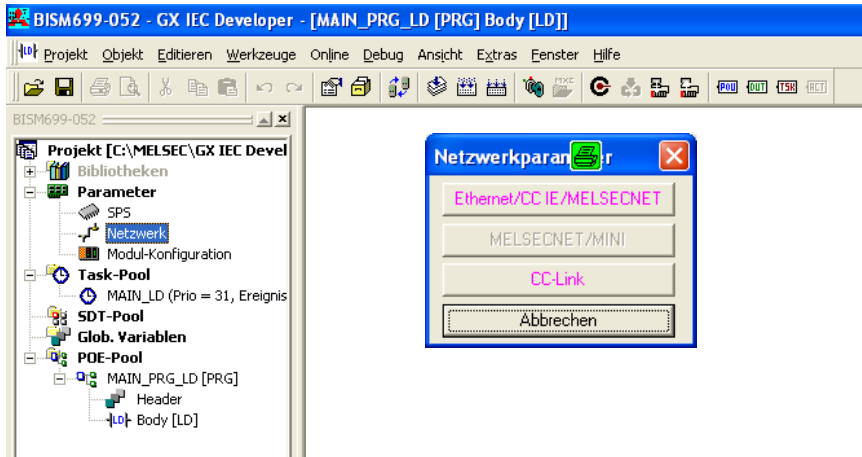 BISM699-052 - GX IEC Developer - [MAIN_PRG_LD [PRG] Body [LD]]
Projekt Objekt Editieren Werkzeuge Online Debug Ansicht Extras Fenster Hilfe
POU DUT TSK ACT
BISM699-052
Projekt [C:\MELSEC\GX IEC Devel
Bibliotheken
Parameter
SPS
Netzwerk
Modul-Konfiguration
Task-Pool
MAIN_LD (Prio = 31, Ereignis
SDT-Pool
Glob. Variablen
POE-Pool
MAIN_PRG_LD [PRG]
Header
Body [LD]
Netzwerkparam r
Ethernet/CC IE/MELSECNET
MELSECNET/MINI
CC-Link
Abbrechen